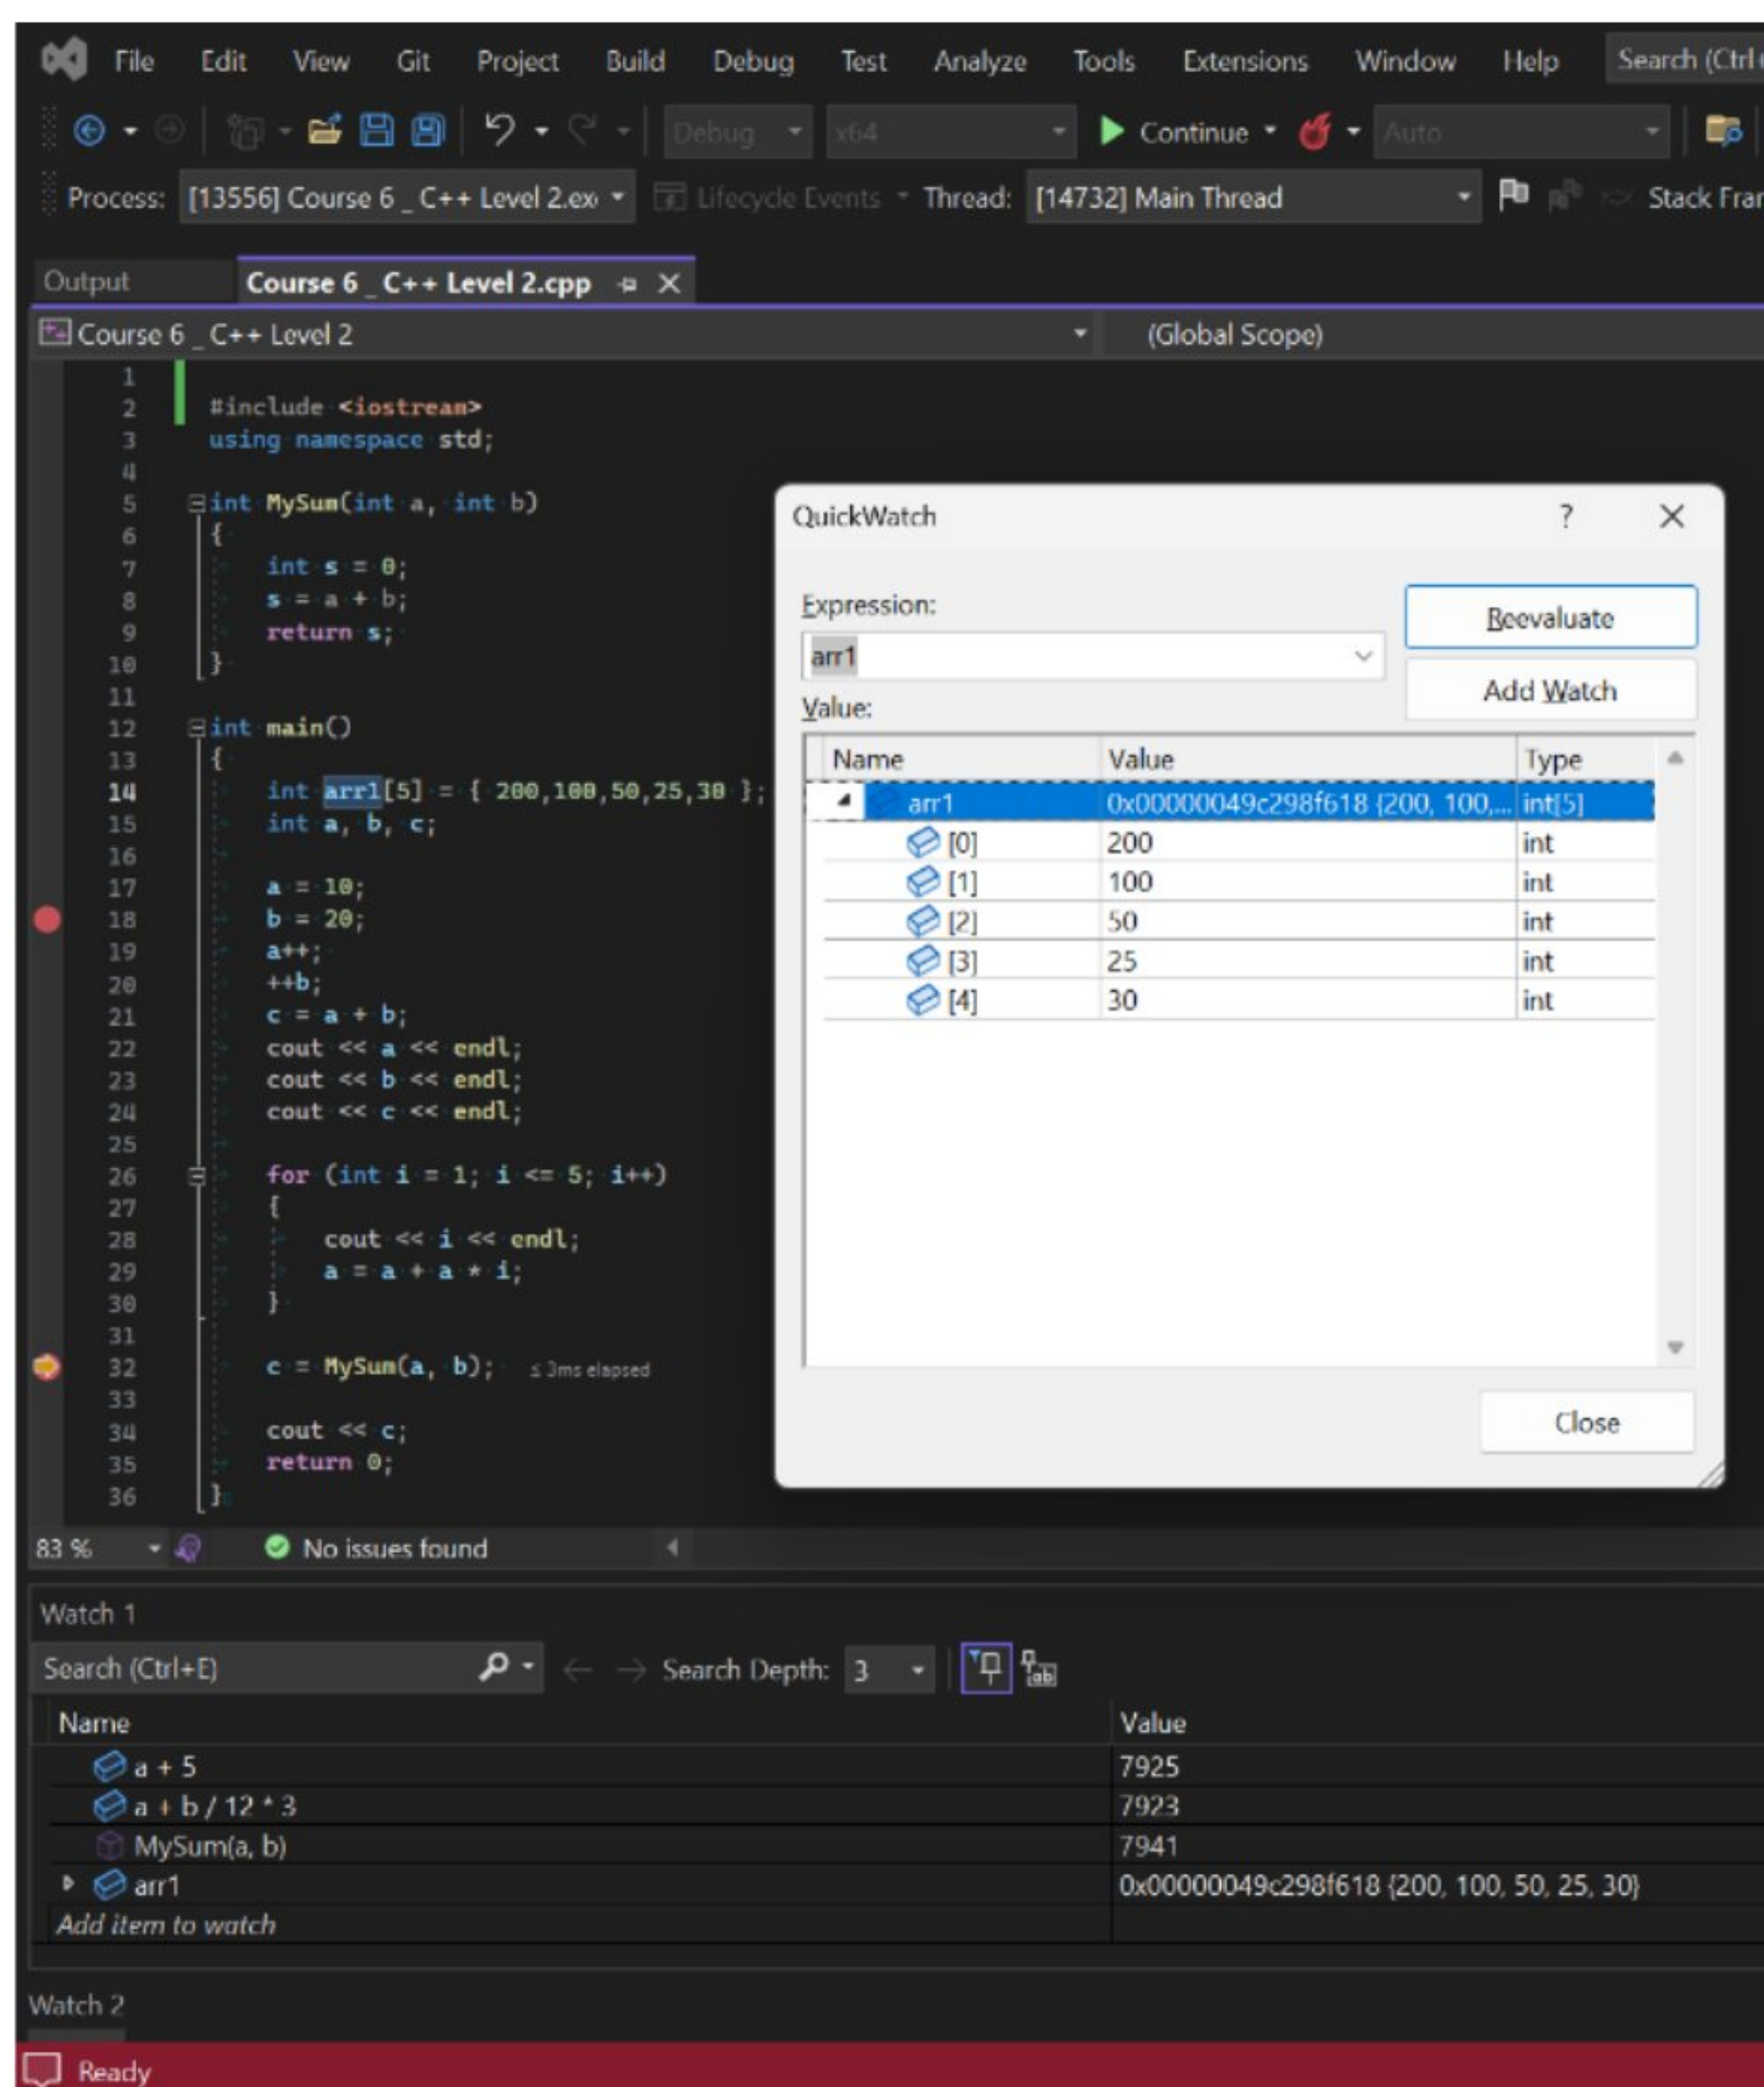 File Edit View Git Project Build Debug Test Analyze Tools Extensions Window Help Search (Ctrl+
Debug x64 Continue Auto
Process: [13556] Course 6 _ C++ Level 2.exe Lifecycle Events Thread: [14732] Main Thread Stack Fra
Output Course 6 _ C++ Level 2.cpp
Course 6 _ C++ Level 2 (Global Scope)
1
2 #include <iostream>
3 using namespace std;
4
5 int MySum(int a, int b)
6 {
7 int s = 0;
8 s = a + b;
9 return s;
10 }
11
12 int main()
13 {
14 int arr1[5] = { 200,100,50,25,30 };
15 int a, b, c;
16
17 a = 10;
18 b = 20;
19 a++;
20 ++b;
21 c = a + b;
22 cout << a << endl;
23 cout << b << endl;
24 cout << c << endl;
25
26 for (int i = 1; i <= 5; i++)
27 {
28 cout << i << endl;
29 a = a + a * i;
30 }
31
32 c = MySum(a, b); ≤ 3ms elapsed
33
34 cout << c;
35 return 0;
36 }
QuickWatch ?
Expression:
Reevaluate
arr1
Add Watch
Value:
Name Value Type
arr1 0x00000049c298f618 {200, 100,... int[5]
[0] 200 int
[1] 100 int
[2] 50 int
[3] 25 int
[4] 30 int
Close
83 % No issues found
Watch 1
Search (Ctrl+E) Search Depth: 3
Name Value
a + 5 7925
a + b / 12 * 3 7923
MySum(a, b) 7941
arr1 0x00000049c298f618 {200, 100, 50, 25, 30}
Add item to watch
Watch 2
Ready